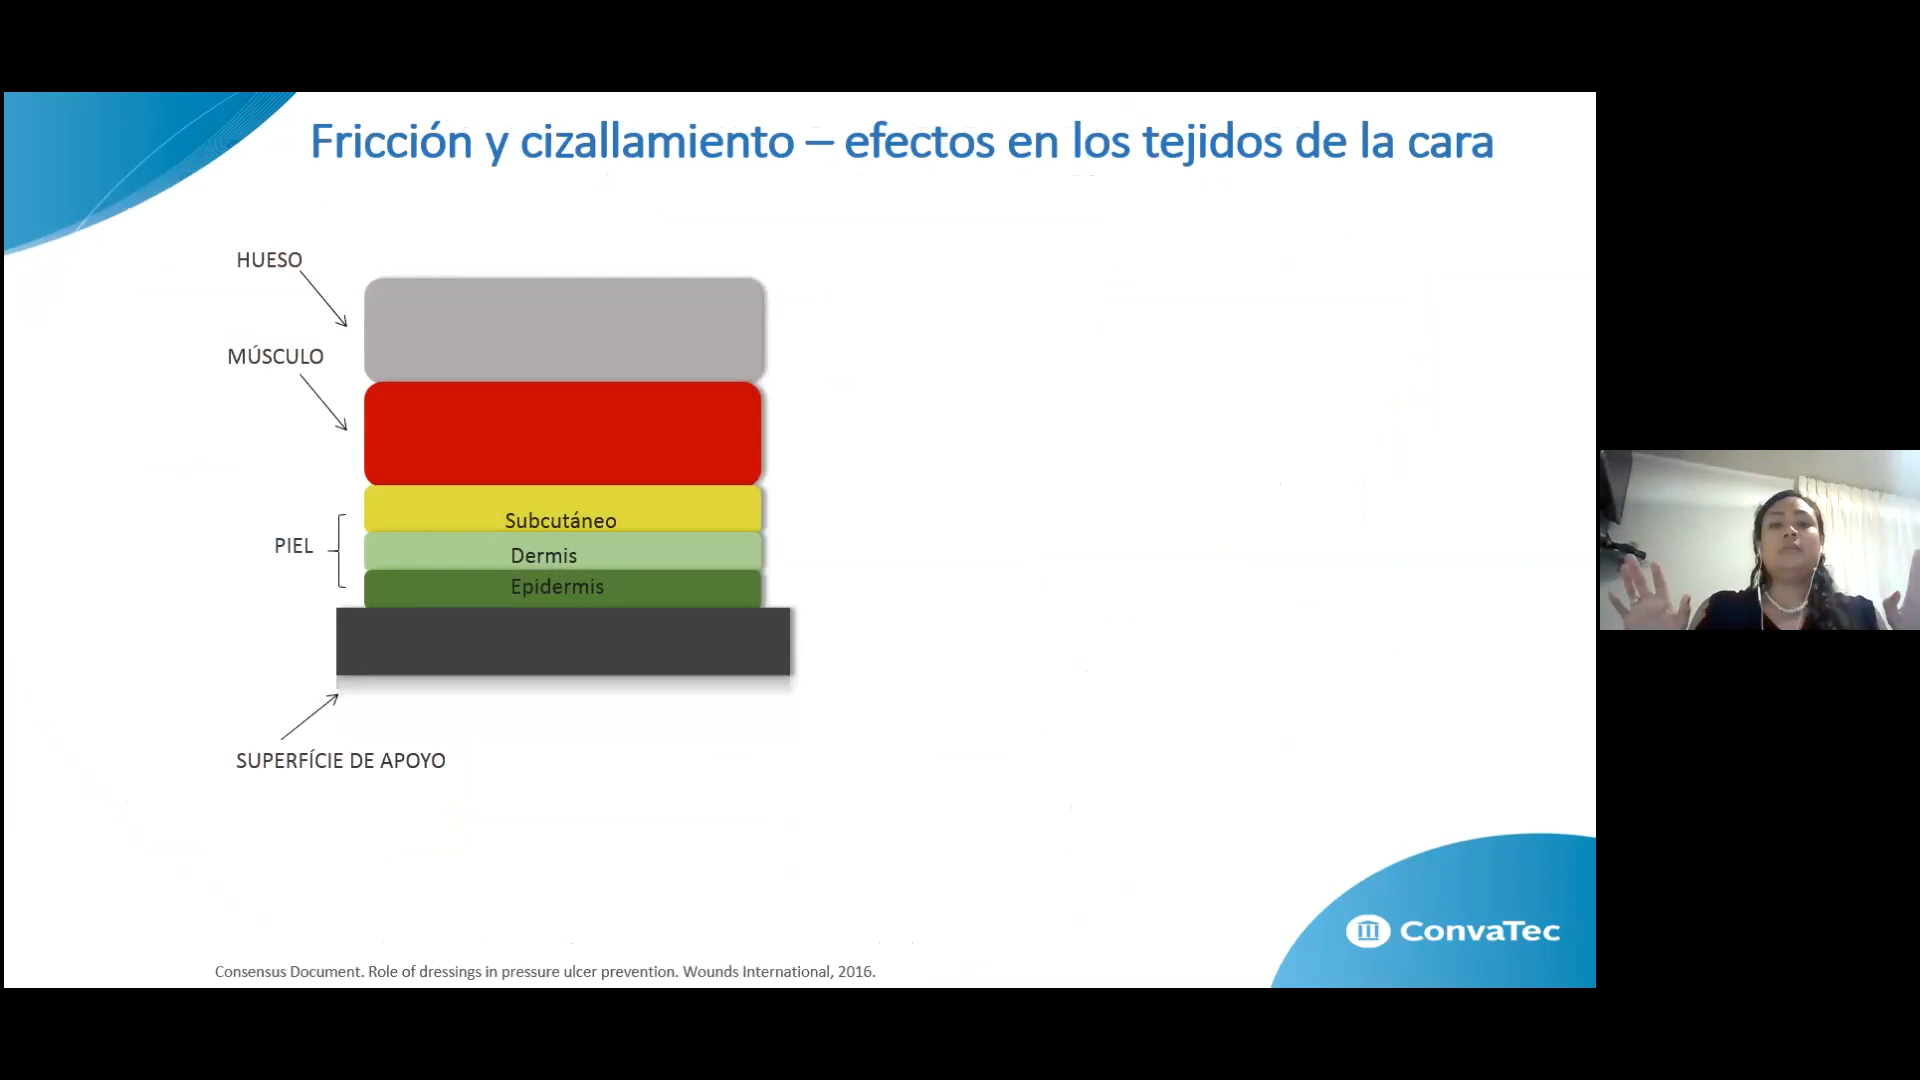 Fricción y cizallamiento – efectos en los tejidos de la cara
HUESO
MÚSCULO
Subcutáneo
PIEL
Dermis
Epidermis
SUPERFÍCIE DE APOYO
ConvaTec
Consensus Document. Role of dressings in pressure ulcer prevention. Wounds International, 2016.